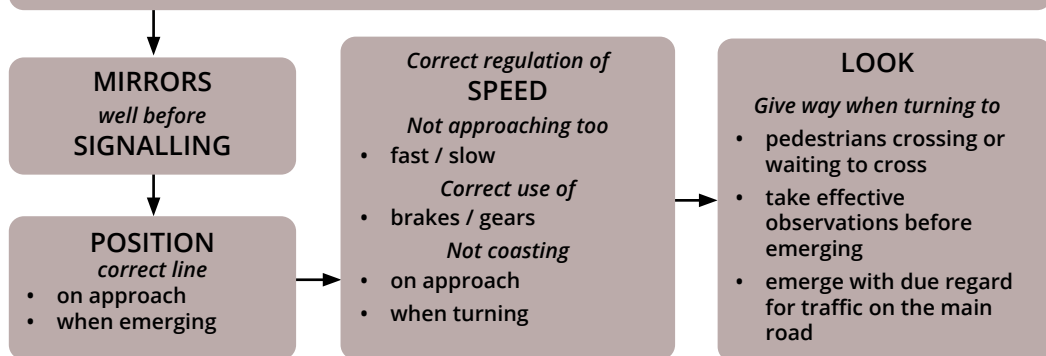 MIRRORS
well before
SIGNALLING
POSITION
correct line
• on approach
• when emerging
Correct regulation of
SPEED
Not approaching too
• fast / slow
Correct use of
• brakes / gears
Not coasting
• on approach
• when turning
LOOK
Give way when turning to
• pedestrians crossing or
waiting to cross
• take effective
observations before
emerging
• emerge with due regard
for traffic on the main
road